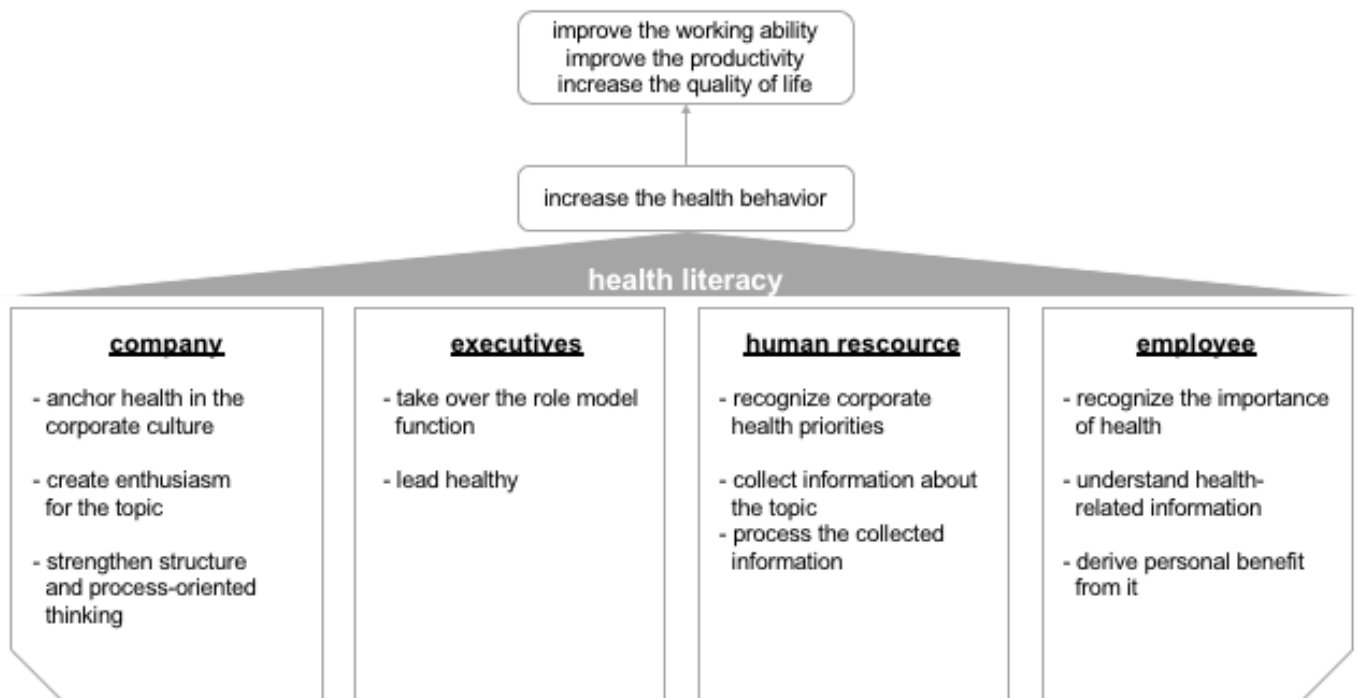 improve the working ability
improve the productivity
increase the quality of life
increase the health behavior
health literacy
company
- anchor health in the
corporate culture
- create enthusiasm
for the topic
- strengthen structure
and process-oriented
thinking
executives
- take over the role model
function
- lead healthy
human rescource
- recognize corporate
health priorities
- collect information about
the topic
- process the collected
information
employee
- recognize the importance
of health
- understand health-
related information
- derive personal benefit
from it